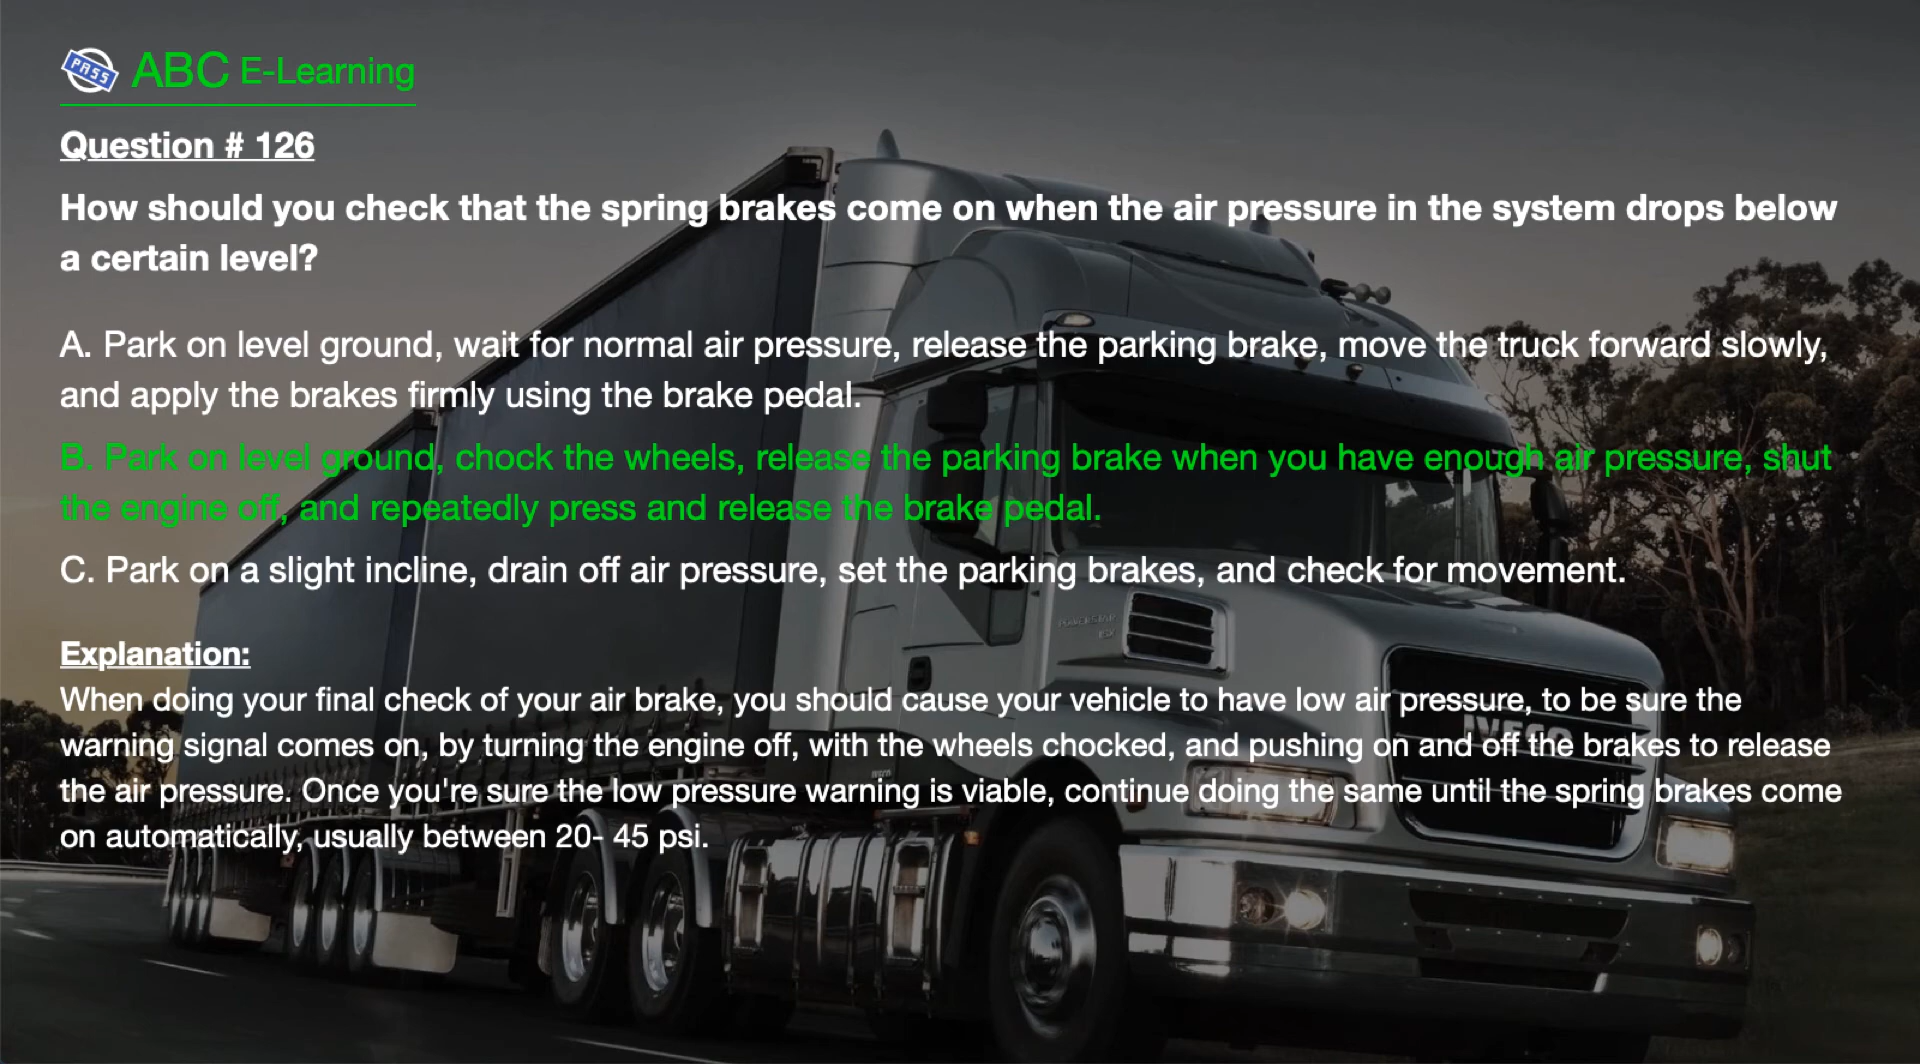 PASS ABC E-Learning
Question # 126
How should you check that the spring brakes come on when the air pressure in the system drops below
a certain level?
A. Park on level ground, wait for normal air pressure, release the parking brake, move the truck forward slowly,
and apply the brakes firmly using the brake pedal.
B. Park on level ground, chock the wheels, release the parking brake when you have enough air pressure, shut
the engine off, and repeatedly press and release the brake pedal.
C. Park on a slight incline, drain off air pressure, set the parking brakes, and check for movement.
POWERSTAR
Explanation:
When doing your final check of your air brake, you should cause your vehicle to have low air pressure, to be sure the
IVECO
warning signal comes on, by turning the engine off, with the wheels chocked, and pushing on and off the brakes to release
the air pressure. Once you're sure the low pressure warning is viable, continue doing the same until the spring brakes come
on automatically, usually between 20- 45 psi.